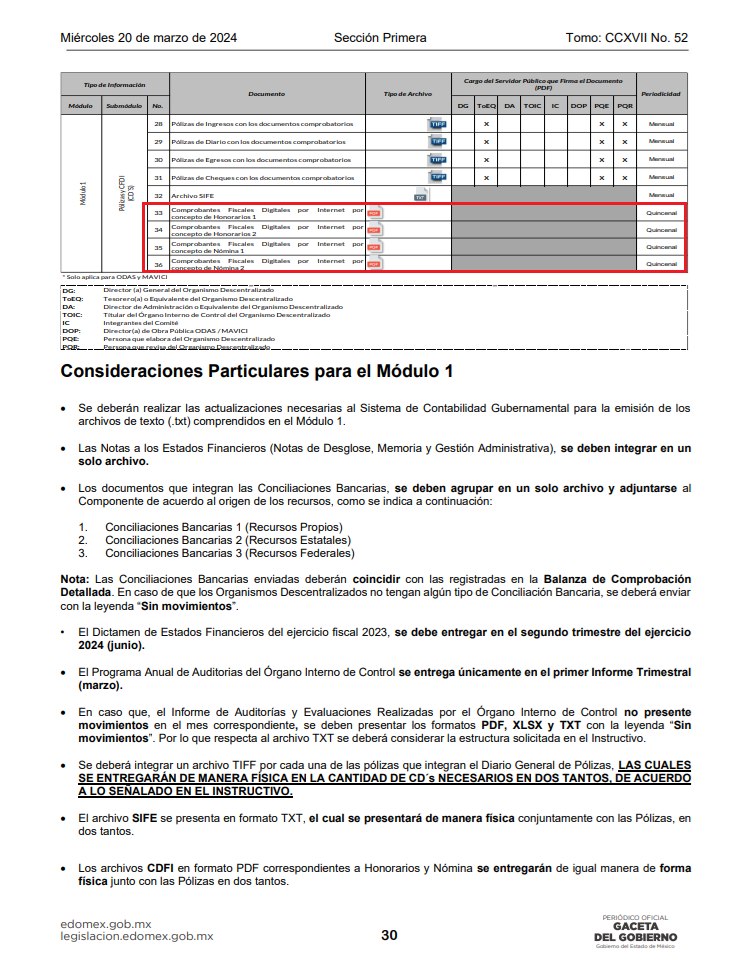 Miércoles 20 de marzo de 2024 Sección Primera Tomo: CCXVII No. 52
Tipo de Información Documento Tipo de Archivo Cargo del Servidor Público que Firma el Documento (PDF) Periodicidad
Módulo Submódulo No. DG ToEQ DA TOIC IC DOP PQE PQR
Módulo 1
Pólizas y CFDI (CD'S)
28 Pólizas de Ingresos con los documentos comprobatorios TIFF X X X Mensual
29 Pólizas de Diario con los documentos comprobatorios TIFF X X X Mensual
30 Pólizas de Egresos con los documentos comprobatorios TIFF X X X Mensual
31 Pólizas de Cheques con los documentos comprobatorios TIFF X X X Mensual
32 Archivo SIFE TXT Mensual
33 Comprobantes Fiscales Digitales por Internet por concepto de Honorarios 1 PDF Quincenal
34 Comprobantes Fiscales Digitales por Internet por concepto de Honorarios 2 PDF Quincenal
35 Comprobantes Fiscales Digitales por Internet por concepto de Nómina 1 PDF Quincenal
36 Comprobantes Fiscales Digitales por Internet por concepto de Nómina 2 PDF Quincenal
* Solo aplica para ODAS y MAVICI
DG: Director (a) General del Organismo Descentralizado
ToEQ: Tesorero(a) o Equivalente del Organismo Descentralizado
DA: Director de Administración o Equivalente del Organismo Descentralizado
TOIC: Titular del Órgano Interno de Control del Organismo Descentralizado
IC Integrantes del Comité
DOP: Director(a) de Obra Pública ODAS / MAVICI
PQE: Persona que elabora del Organismo Descentralizado
PQR: Persona que revisa del Organismo Descentralizado
Consideraciones Particulares para el Módulo 1
• Se deberán realizar las actualizaciones necesarias al Sistema de Contabilidad Gubernamental para la emisión de los
archivos de texto (.txt) comprendidos en el Módulo 1.
• Las Notas a los Estados Financieros (Notas de Desglose, Memoria y Gestión Administrativa), se deben integrar en un
solo archivo.
• Los documentos que integran las Conciliaciones Bancarias, se deben agrupar en un solo archivo y adjuntarse al
Componente de acuerdo al origen de los recursos, como se indica a continuación:
1. Conciliaciones Bancarias 1 (Recursos Propios)
2. Conciliaciones Bancarias 2 (Recursos Estatales)
3. Conciliaciones Bancarias 3 (Recursos Federales)
Nota: Las Conciliaciones Bancarias enviadas deberán coincidir con las registradas en la Balanza de Comprobación
Detallada. En caso de que los Organismos Descentralizados no tengan algún tipo de Conciliación Bancaria, se deberá enviar
con la leyenda “Sin movimientos”.
• El Dictamen de Estados Financieros del ejercicio fiscal 2023, se debe entregar en el segundo trimestre del ejercicio
2024 (junio).
• El Programa Anual de Auditorias del Órgano Interno de Control se entrega únicamente en el primer Informe Trimestral
(marzo).
• En caso que, el Informe de Auditorías y Evaluaciones Realizadas por el Órgano Interno de Control no presente
movimientos en el mes correspondiente, se deben presentar los formatos PDF, XLSX y TXT con la leyenda “Sin
movimientos”. Por lo que respecta al archivo TXT se deberá considerar la estructura solicitada en el Instructivo.
• Se deberá integrar un archivo TIFF por cada una de las pólizas que integran el Diario General de Pólizas, LAS CUALES
SE ENTREGARÁN DE MANERA FÍSICA EN LA CANTIDAD DE CD´s NECESARIOS EN DOS TANTOS, DE ACUERDO
A LO SEÑALADO EN EL INSTRUCTIVO.
• El archivo SIFE se presenta en formato TXT, el cual se presentará de manera física conjuntamente con las Pólizas, en
dos tantos.
• Los archivos CDFI en formato PDF correspondientes a Honorarios y Nómina se entregarán de igual manera de forma
física junto con las Pólizas en dos tantos.
edomex.gob.mx
legislacion.edomex.gob.mx
30
PERIÓDICO OFICIAL
GACETA
DEL GOBIERNO
Gobierno del Estado de México